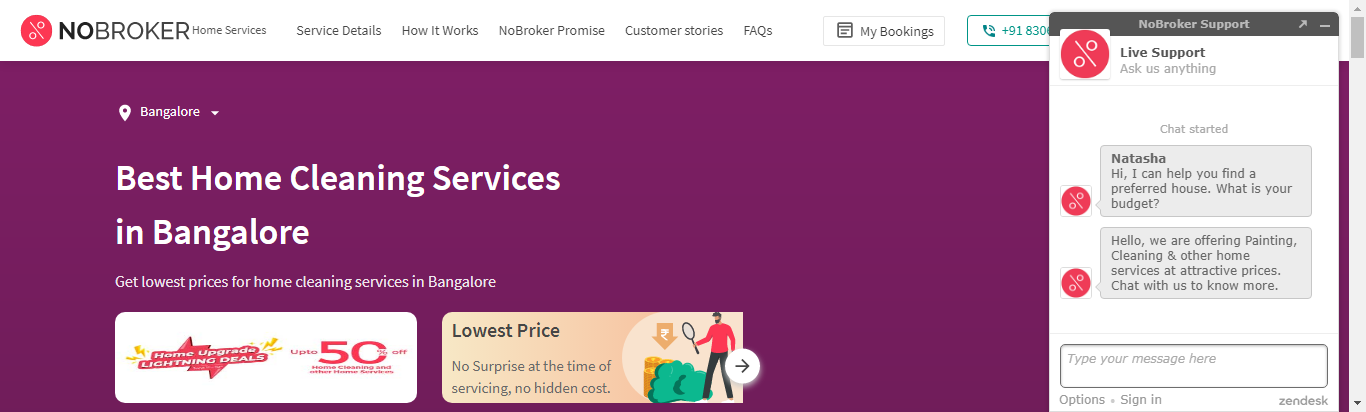 NOBROKER Home Services Service Details How It Works NoBroker Promise Customer stories FAQs My Bookings +91 8306
Bangalore
Best Home Cleaning Services
in Bangalore
Get lowest prices for home cleaning services in Bangalore
Home Upgrade
LIGHTNING DEALS
Upto 50% off
Home Cleaning and
other Home Services
Lowest Price
No Surprise at the time of
servicing, no hidden cost.
NoBroker Support
Live Support
Ask us anything
Chat started
Natasha
Hi, I can help you find a
preferred house. What is your
budget?
Hello, we are offering Painting,
Cleaning & other home
services at attractive prices.
Chat with us to know more.
Type your message here
Options • Sign in zendesk